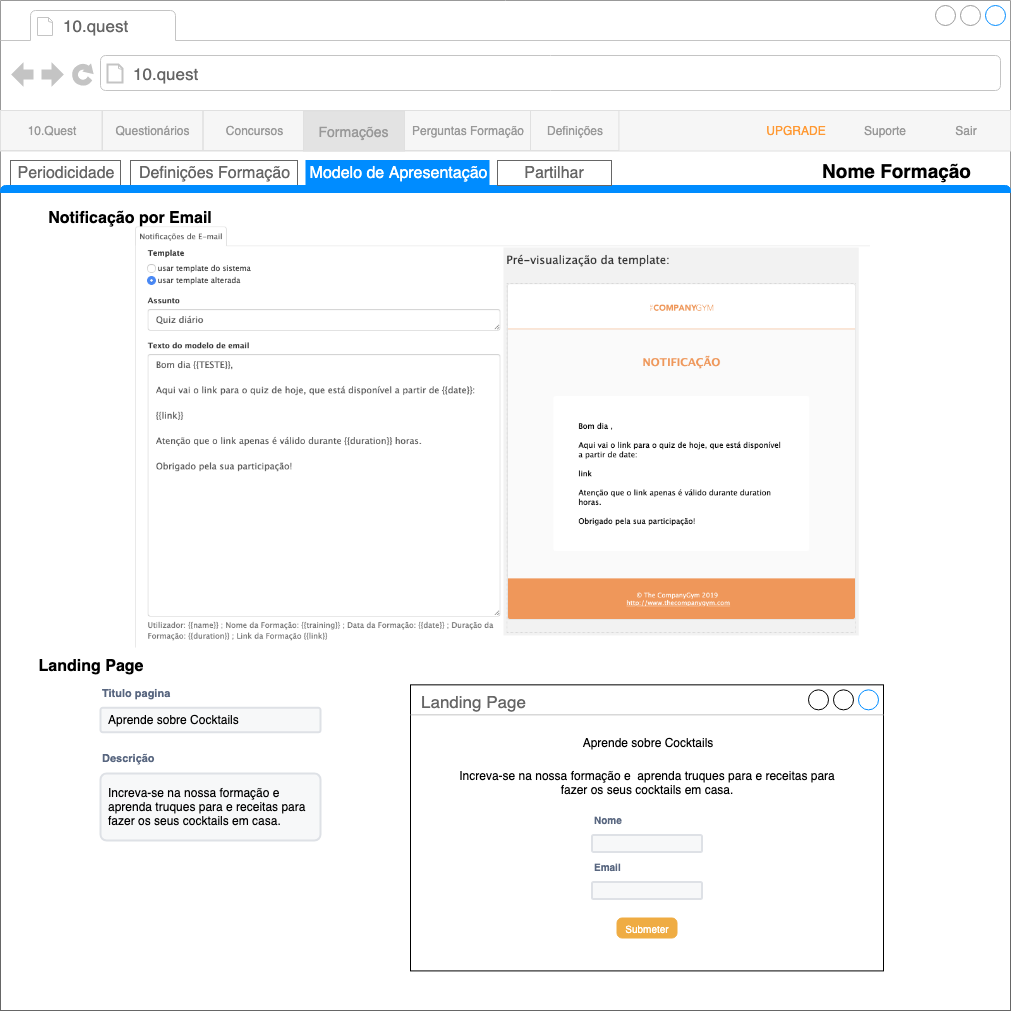 10.quest
10.quest
10.Quest Questionários Concursos Formações Perguntas Formação Definições UPGRADE Suporte Sair
Periodicidade Definições Formação Modelo de Apresentação Partilhar Nome Formação
Notificação por Email
Notificações de E-mail
Template
usar template do sistema
usar template alterada
Assunto
Quiz diário
Texto do modelo de email
Bom dia {{TESTE}},
Aqui vai o link para o quiz de hoje, que está disponível a partir de {{date}}:
{{link}}
Atenção que o link apenas é válido durante {{duration}} horas.
Obrigado pela sua participação!
Utilizador: {{name}} ; Nome da Formação: {{training}} ; Data da Formação: {{date}} ; Duração da
Formação: {{duration}} ; Link da Formação {{link}}
Pré-visualização da template:
THECOMPANYGYM
NOTIFICAÇÃO
Bom dia ,
Aqui vai o link para o quiz de hoje, que está disponível
a partir de date:
link
Atenção que o link apenas é válido durante duration
horas.
Obrigado pela sua participação!
© The CompanyGym 2019
http://www.thecompanygym.com
Landing Page
Titulo pagina
Aprende sobre Cocktails
Descrição
Increva-se na nossa formação e
aprenda truques para e receitas para
fazer os seus cocktails em casa.
Landing Page
Aprende sobre Cocktails
Increva-se na nossa formação e  aprenda truques para e receitas para
fazer os seus cocktails em casa.
Nome
Email
Submeter